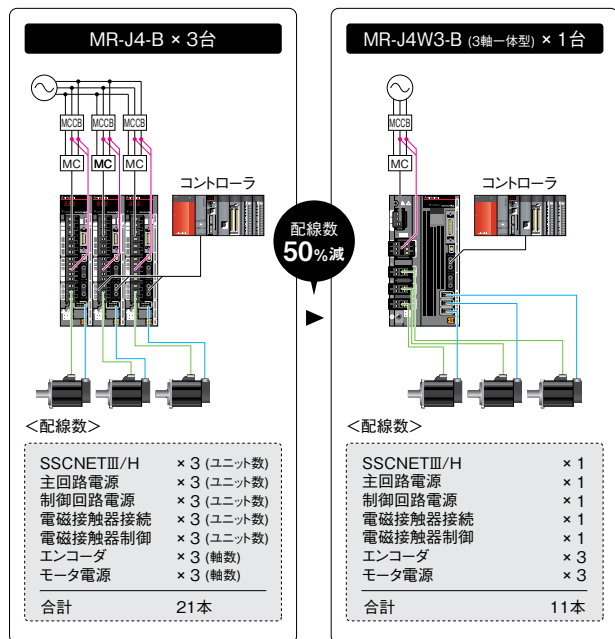 MR-J4-B × 3台
MCCB
MCCB
MCCB
MC
MC
MC
コントローラ
<配線数>
SSCNETⅢ/H × 3 (ユニット数)
主回路電源 × 3 (ユニット数)
制御回路電源 × 3 (ユニット数)
電磁接触器接続 × 3 (ユニット数)
電磁接触器制御 × 3 (ユニット数)
エンコーダ × 3 (軸数)
モータ電源 × 3 (軸数)
合計 21本
配線数
50%減
MR-J4W3-B (3軸一体型) × 1台
MCCB
MC
コントローラ
<配線数>
SSCNETⅢ/H × 1
主回路電源 × 1
制御回路電源 × 1
電磁接触器接続 × 1
電磁接触器制御 × 1
エンコーダ × 3
モータ電源 × 3
合計 11本